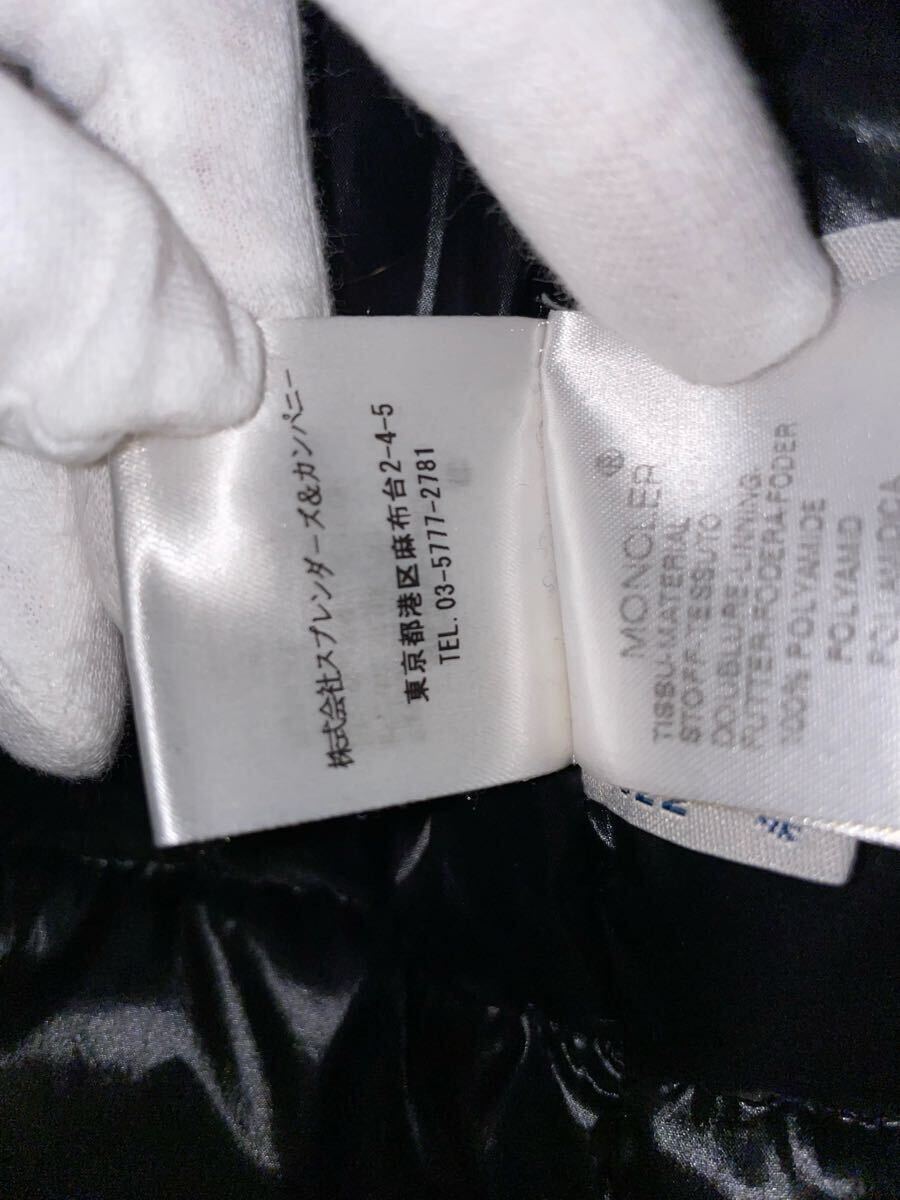 株式会社スプレンダーズ&カンパニー
東京都港区麻布台2-4-5
TEL. 03-5777-2781
MONCLER ®
TISSU-MATERIAL
STOFF-TESSUTO
DOUBLURE-LINING.
FUTTER-FODERA FODER
100% POLYAMIDE
POLYAMID